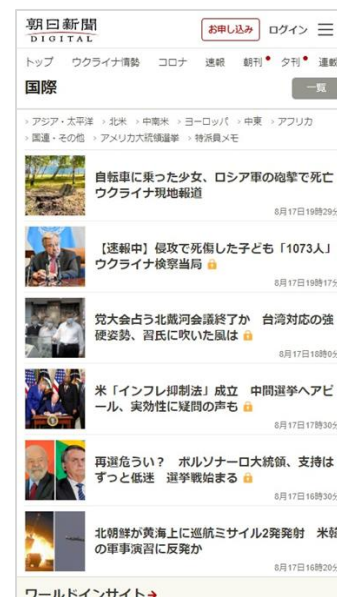 朝日新聞
DIGITAL
お申し込み ログイン
トップ ウクライナ情勢 コロナ 速報 朝刊 夕刊 連載
国際
一覧
› アジア・太平洋 › 北米 › 中南米 › ヨーロッパ › 中東 › アフリカ
› 国連・その他 › アメリカ大統領選挙 › 特派員メモ
自転車に乗った少女、ロシア軍の砲撃で死亡
ウクライナ現地報道
8月17日19時29分
【速報中】侵攻で死傷した子ども「1073人」
ウクライナ検察当局
8月17日19時17分
党大会占う北戴河会議終了か 台湾対応の強
硬姿勢、習氏に吹いた風は
8月17日18時0分
米「インフレ抑制法」成立 中間選挙へアピ
ール、実効性に疑問の声も
8月17日17時30分
再選危うい? ボルソナーロ大統領、支持は
ずっと低迷 選挙戦始まる
8月17日16時30分
北朝鮮が黄海上に巡航ミサイル2発発射 米韓
の軍事演習に反発か
8月17日16時20分
ワールドインサイト→